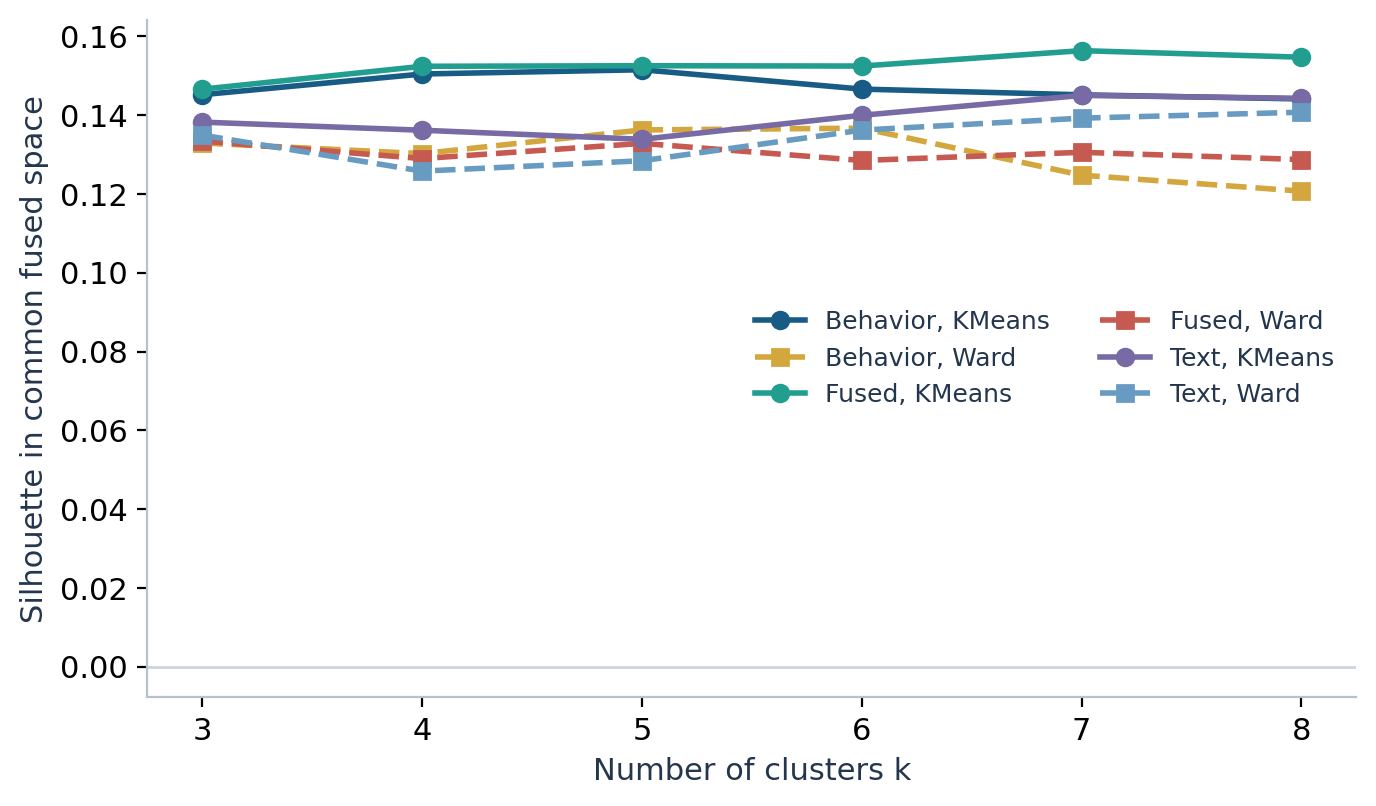 Silhouette in common fused space
0.16
0.14
0.12
0.10
0.08
0.06
0.04
0.02
0.00
Behavior, KMeans
Behavior, Ward
Fused, KMeans
Fused, Ward
Text, KMeans
Text, Ward
3 4 5 6 7 8
Number of clusters k